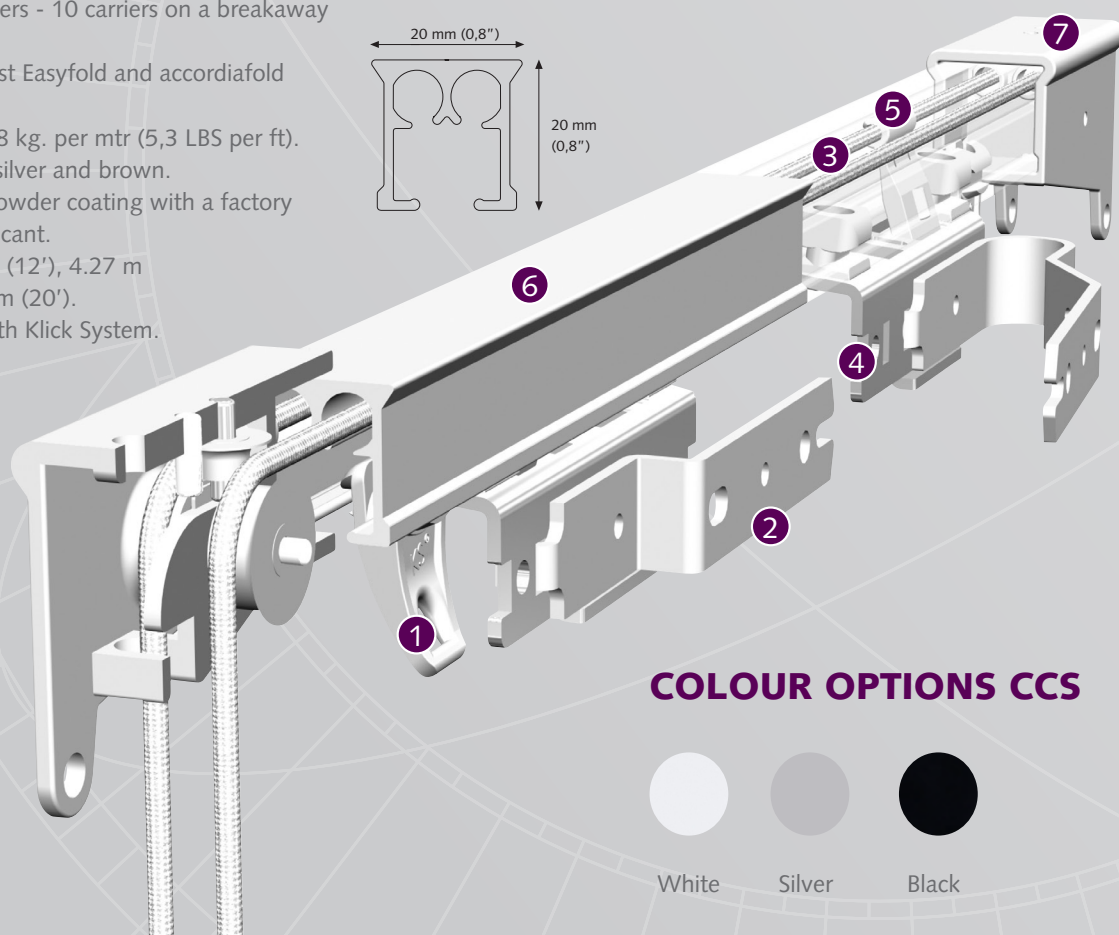 ers - 10 carriers on a breakaway
st Easyfold and accordiafold
8 kg. per mtr (5,3 LBS per ft).
silver and brown.
owder coating with a factory
cant.
(12’), 4.27 m
m (20’).
th Klick System.
20 mm (0,8”)
20 mm
(0,8”)
7
5
3
6
4
2
1
COLOUR OPTIONS CCS
White Silver Black